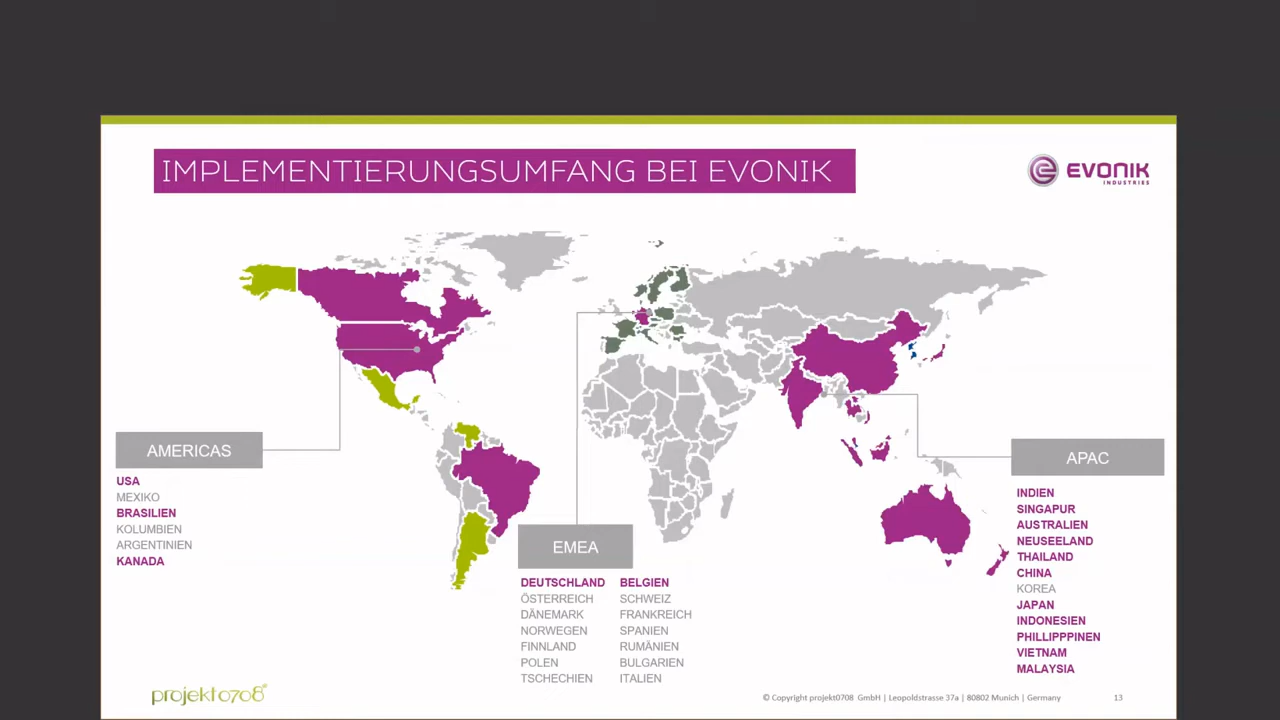 IMPLEMENTIERUNGSUMFANG BEI EVONIK
EVONIK
INDUSTRIES
AMERICAS
USA
MEXIKO
BRASILIEN
KOLUMBIEN
ARGENTINIEN
KANADA
EMEA
DEUTSCHLAND
ÖSTERREICH
DÄNEMARK
NORWEGEN
FINNLAND
POLEN
TSCHECHIEN
BELGIEN
SCHWEIZ
FRANKREICH
SPANIEN
RUMÄNIEN
BULGARIEN
ITALIEN
APAC
INDIEN
SINGAPUR
AUSTRALIEN
NEUSEELAND
THAILAND
CHINA
KOREA
JAPAN
INDONESIEN
PHILLIPPPINEN
VIETNAM
MALAYSIA
projekt0708®
© Copyright projekt0708 GmbH | Leopoldstrasse 37a | 80802 Munich | Germany
13